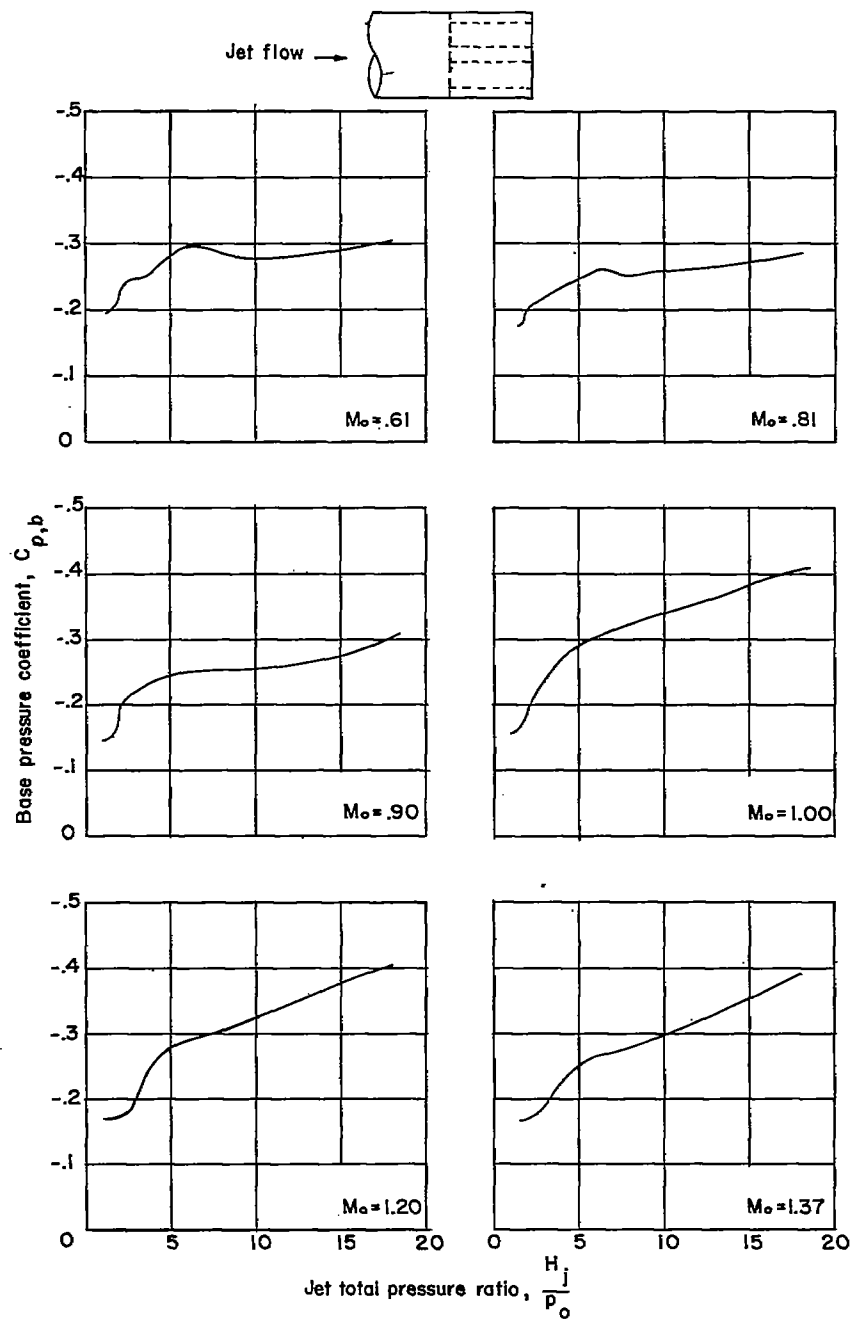 Jet flow
-.5
-.4
-.3
-.2
-.1
0
Mo=.61
Mo=.81
Base pressure coefficient, Cp,b
-.5
-.4
-.3
-.2
-.1
0
Mo=.90
Mo=1.00
-.5
-.4
-.3
-.2
-.1
0
Mo=1.20
Mo=1.37
5 10 15 20
0 5 10 15 20
Jet total pressure ratio, Hj/po